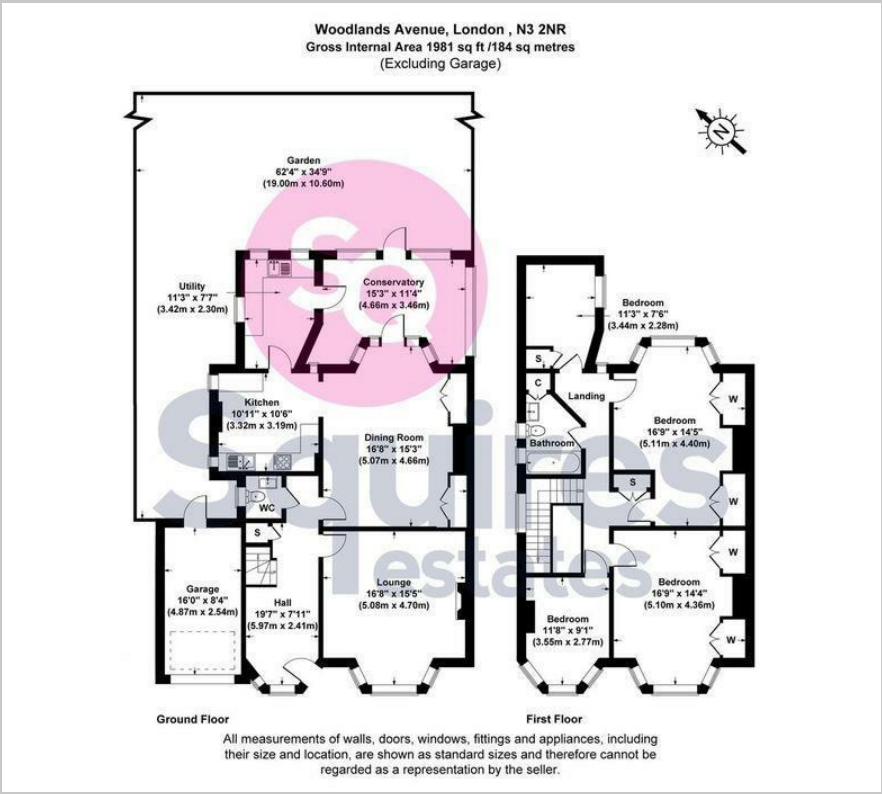 Woodlands Avenue, London , N3 2NR
Gross Internal Area 1981 sq ft /184 sq metres
(Excluding Garage)
N
Garden
62'4" x 34'9"
(19.00m x 10.60m)
SQ
Squires
estates
Utility
11'3" x 7'7"
(3.42m x 2.30m)
Conservatory
15'3" x 11'4"
(4.66m x 3.46m)
Kitchen
10'11" x 10'6"
(3.32m x 3.19m)
Dining Room
16'8" x 15'3"
(5.07m x 4.66m)
WC
S
Garage
16'0" x 8'4"
(4.87m x 2.54m)
Hall
19'7" x 7'11"
(5.97m x 2.41m)
Lounge
16'8" x 15'5"
(5.08m x 4.70m)
Ground Floor
Bedroom
11'3" x 7'6"
(3.44m x 2.28m)
S
C
Landing
W
Bedroom
16'9" x 14'5"
(5.11m x 4.40m)
Bathroom
S
W
W
Bedroom
16'9" x 14'4"
(5.10m x 4.36m)
Bedroom
11'8" x 9'1"
(3.55m x 2.77m)
W
First Floor
All measurements of walls, doors, windows, fittings and appliances, including
their size and location, are shown as standard sizes and therefore cannot be
regarded as a representation by the seller.